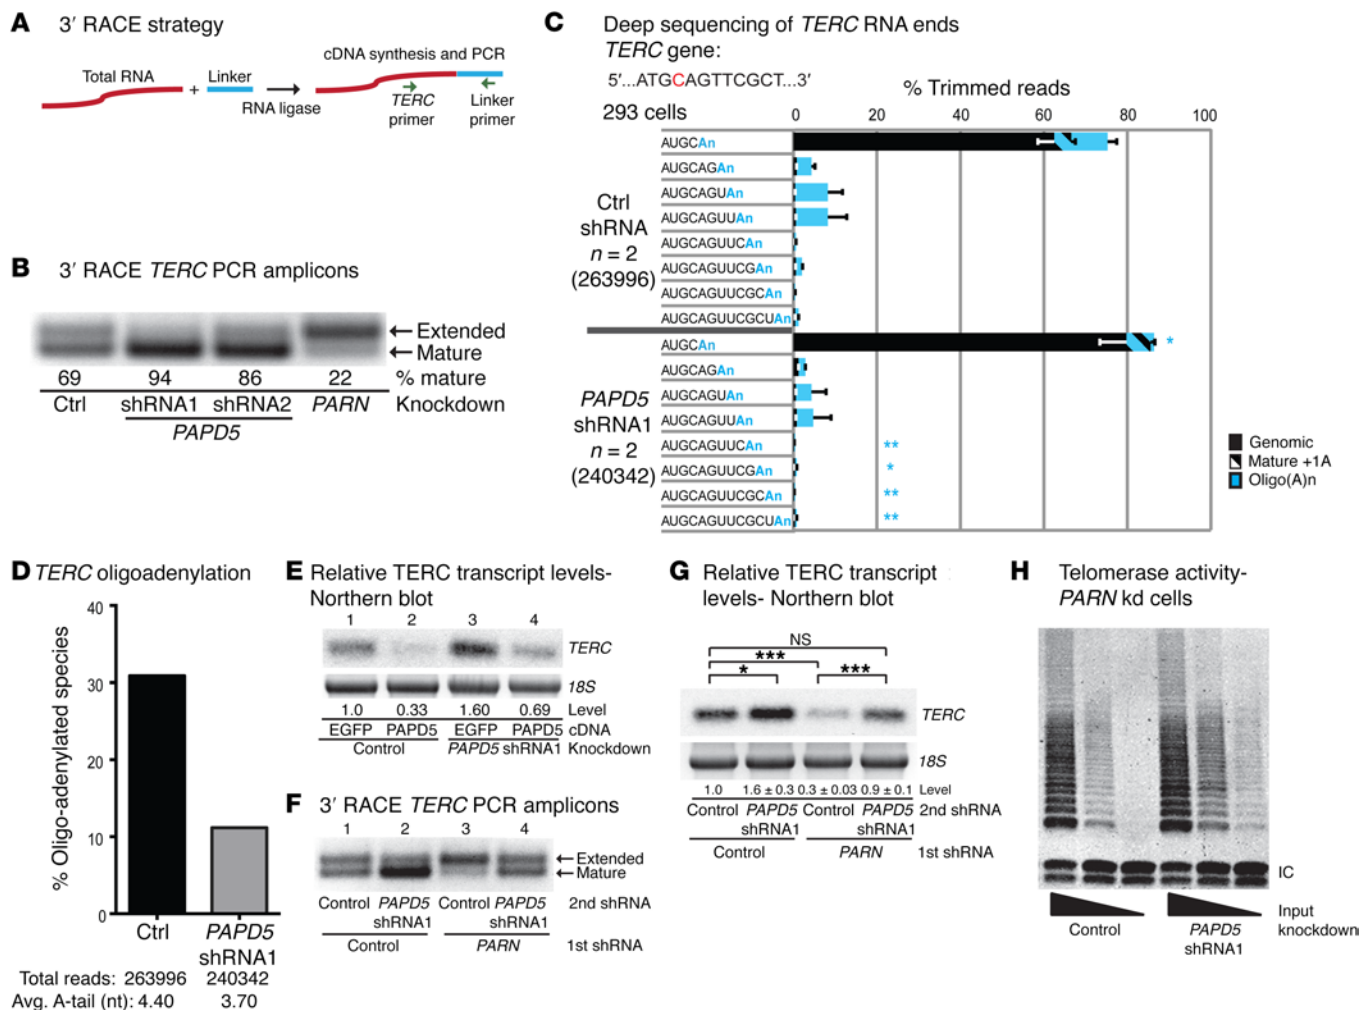 A 3′ RACE strategy
Total RNA
+
Linker
RNA ligase
cDNA synthesis and PCR
TERC primer
Linker primer
B 3′ RACE TERC PCR amplicons
Extended
Mature
69 94 86 22 % mature
Ctrl shRNA1 shRNA2 PARN Knockdown
PAPD5
C Deep sequencing of TERC RNA ends
TERC gene:
5′...ATGCAGTTCGCT...3′
293 cells
% Trimmed reads
0 20 40 60 80 100
Ctrl
shRNA
n = 2
(263996)
AUGCAn
AUGCAGAn
AUGCAGUAn
AUGCAGUUAn
AUGCAGUUCAn
AUGCAGUUCGAn
AUGCAGUUCGCAn
AUGCAGUUCGCUAn
PAPD5
shRNA1
n = 2
(240342)
AUGCAn *
AUGCAGAn
AUGCAGUAn
AUGCAGUUAn
AUGCAGUUCAn **
AUGCAGUUCGAn *
AUGCAGUUCGCAn **
AUGCAGUUCGCUAn **
Genomic
Mature +1A
Oligo(A)n
D TERC oligoadenylation
% Oligo-adenylated species
40
30
20
10
0
Ctrl PAPD5
shRNA1
Total reads: 263996 240342
Avg. A-tail (nt): 4.40 3.70
E Relative TERC transcript levels-
Northern blot
1 2 3 4
TERC
18S
1.0 0.33 1.60 0.69
Level
EGFP PAPD5 EGFP PAPD5 cDNA
Control PAPD5 shRNA1 Knockdown
F 3′ RACE TERC PCR amplicons
1 2 3 4
Extended
Mature
Control PAPD5 Control PAPD5 2nd shRNA
shRNA1 shRNA1
Control PARN 1st shRNA
G Relative TERC transcript
levels- Northern blot
NS
***
* ***
TERC
18S
1.0 1.6 ± 0.3 0.3 ± 0.03 0.9 ± 0.1 Level
Control PAPD5 Control PAPD5 2nd shRNA
shRNA1 shRNA1
Control PARN 1st shRNA
H Telomerase activity-
PARN kd cells
IC
Input
Control PAPD5 knockdown
shRNA1